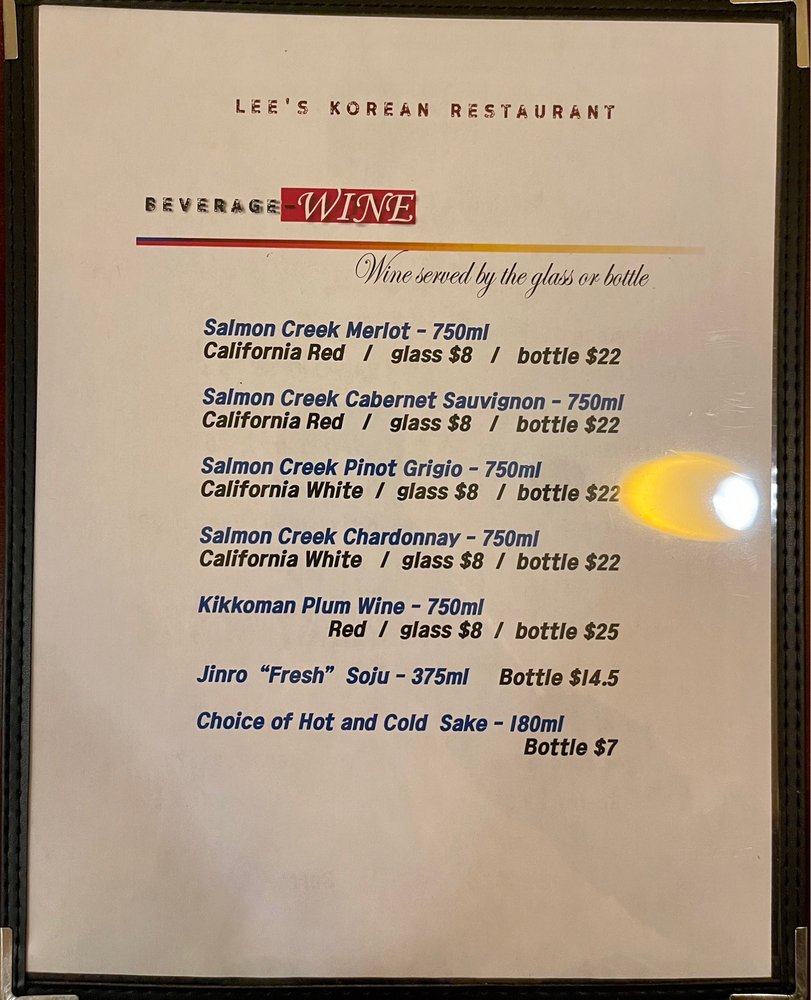 LEE'S KOREAN RESTAURANT
BEVERAGE-WINE
Wine served by the glass or bottle
Salmon Creek Merlot - 750ml
California Red / glass $8 / bottle $22
Salmon Creek Cabernet Sauvignon - 750ml
California Red / glass $8 / bottle $22
Salmon Creek Pinot Grigio - 750ml
California White / glass $8 / bottle $22
Salmon Creek Chardonnay - 750ml
California White / glass $8 / bottle $22
Kikkoman Plum Wine - 750ml
Red / glass $8 / bottle $25
Jinro “Fresh” Soju - 375ml Bottle $14.5
Choice of Hot and Cold Sake - 180ml
Bottle $7